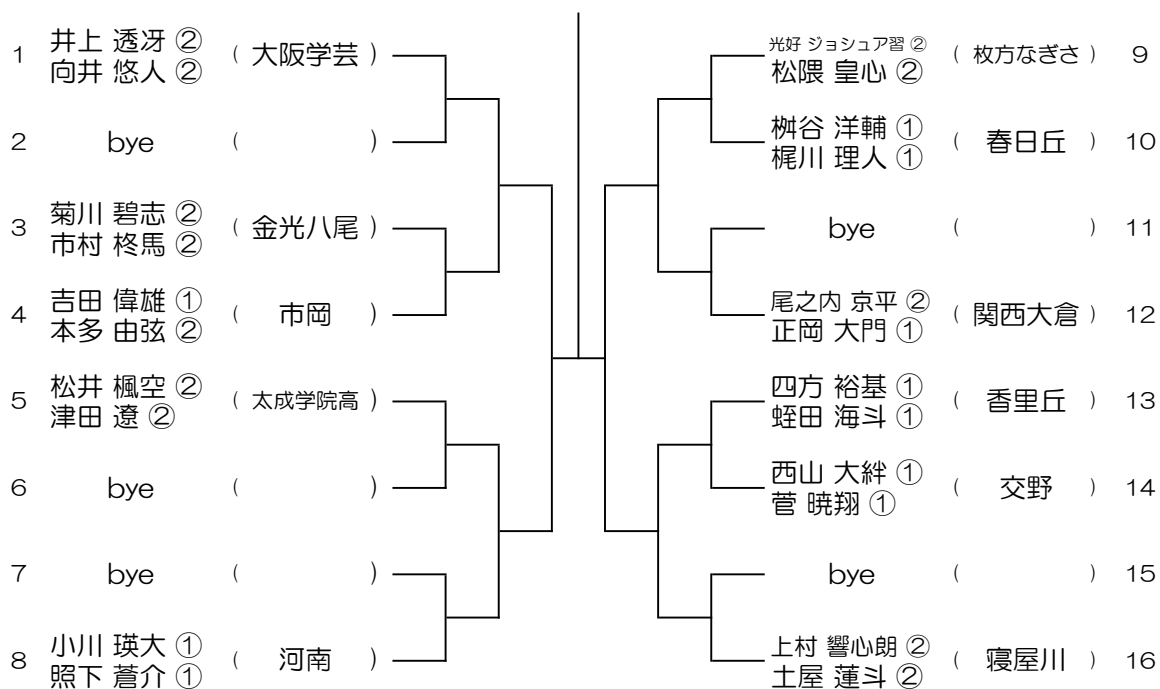 1 井上 透冴 ② ( 大阪学芸 )
向井 悠人 ②
2 bye ( )
3 菊川 碧志 ② ( 金光八尾 )
市村 柊馬 ②
4 吉田 偉雄 ① ( 市岡 )
本多 由弦 ②
5 松井 楓空 ② ( 太成学院高 )
津田 遼 ②
6 bye ( )
7 bye ( )
8 小川 瑛大 ① ( 河南 )
照下 蒼介 ①
光好 ジョシュア習 ② ( 枚方なぎさ ) 9
松隈 皇心 ②
桝谷 洋輔 ① ( 春日丘 ) 10
梶川 理人 ①
bye ( ) 11
尾之内 京平 ② ( 関西大倉 ) 12
正岡 大門 ①
四方 裕基 ① ( 香里丘 ) 13
蛭田 海斗 ①
西山 大絆 ① ( 交野 ) 14
菅 暁翔 ①
bye ( ) 15
上村 響心朗 ② ( 寝屋川 ) 16
土屋 蓮斗 ②